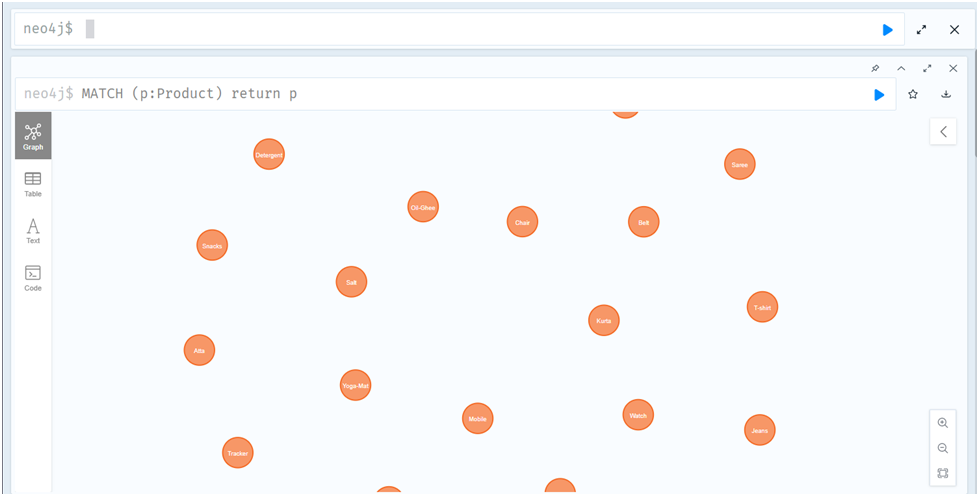 neo4j$
neo4j$ MATCH (p:Product) return p
Graph
Table
Text
Code
Detergent
Saree
Oil-Ghee
Chair
Belt
Snacks
Salt
T-shirt
Kurta
Atta
Yoga-Mat
Mobile
Watch
Jeans
Tracker